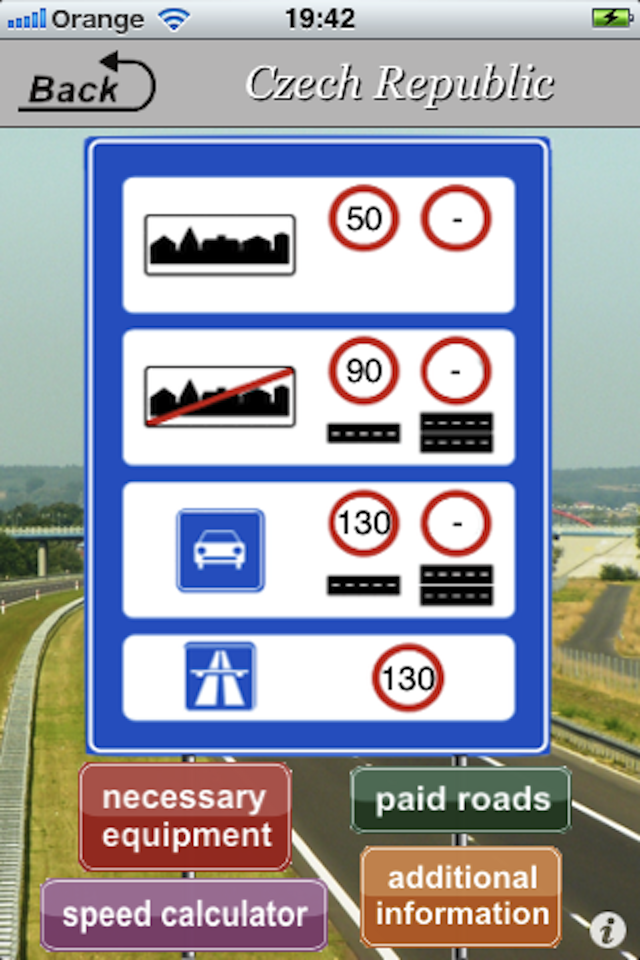 Orange 19:42
Back Czech Republic
50 -
90 -
130 -
130
necessary
equipment
paid roads
speed calculator
additional
information
i